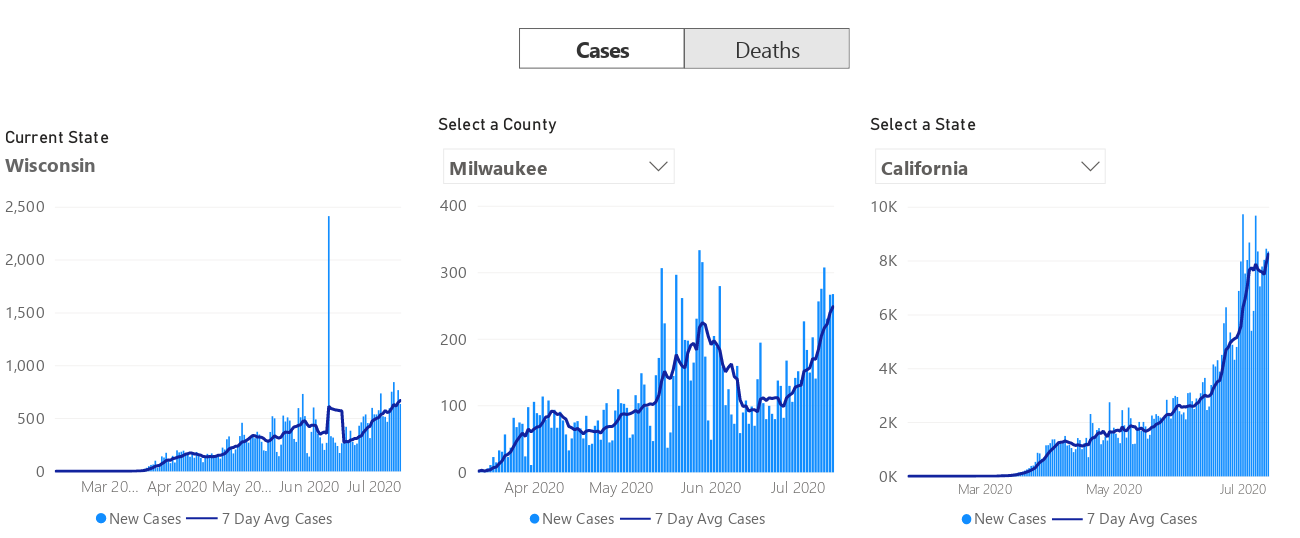 Cases Deaths
Current State
Wisconsin
2,500
2,000
1,500
1,000
500
0
Mar 20... Apr 2020 May 20... Jun 2020 Jul 2020
New Cases 7 Day Avg Cases
Select a County
Milwaukee
400
300
200
100
0
Apr 2020 May 2020 Jun 2020 Jul 2020
New Cases 7 Day Avg Cases
Select a State
California
10K
8K
6K
4K
2K
0K
Mar 2020 May 2020 Jul 2020
New Cases 7 Day Avg Cases